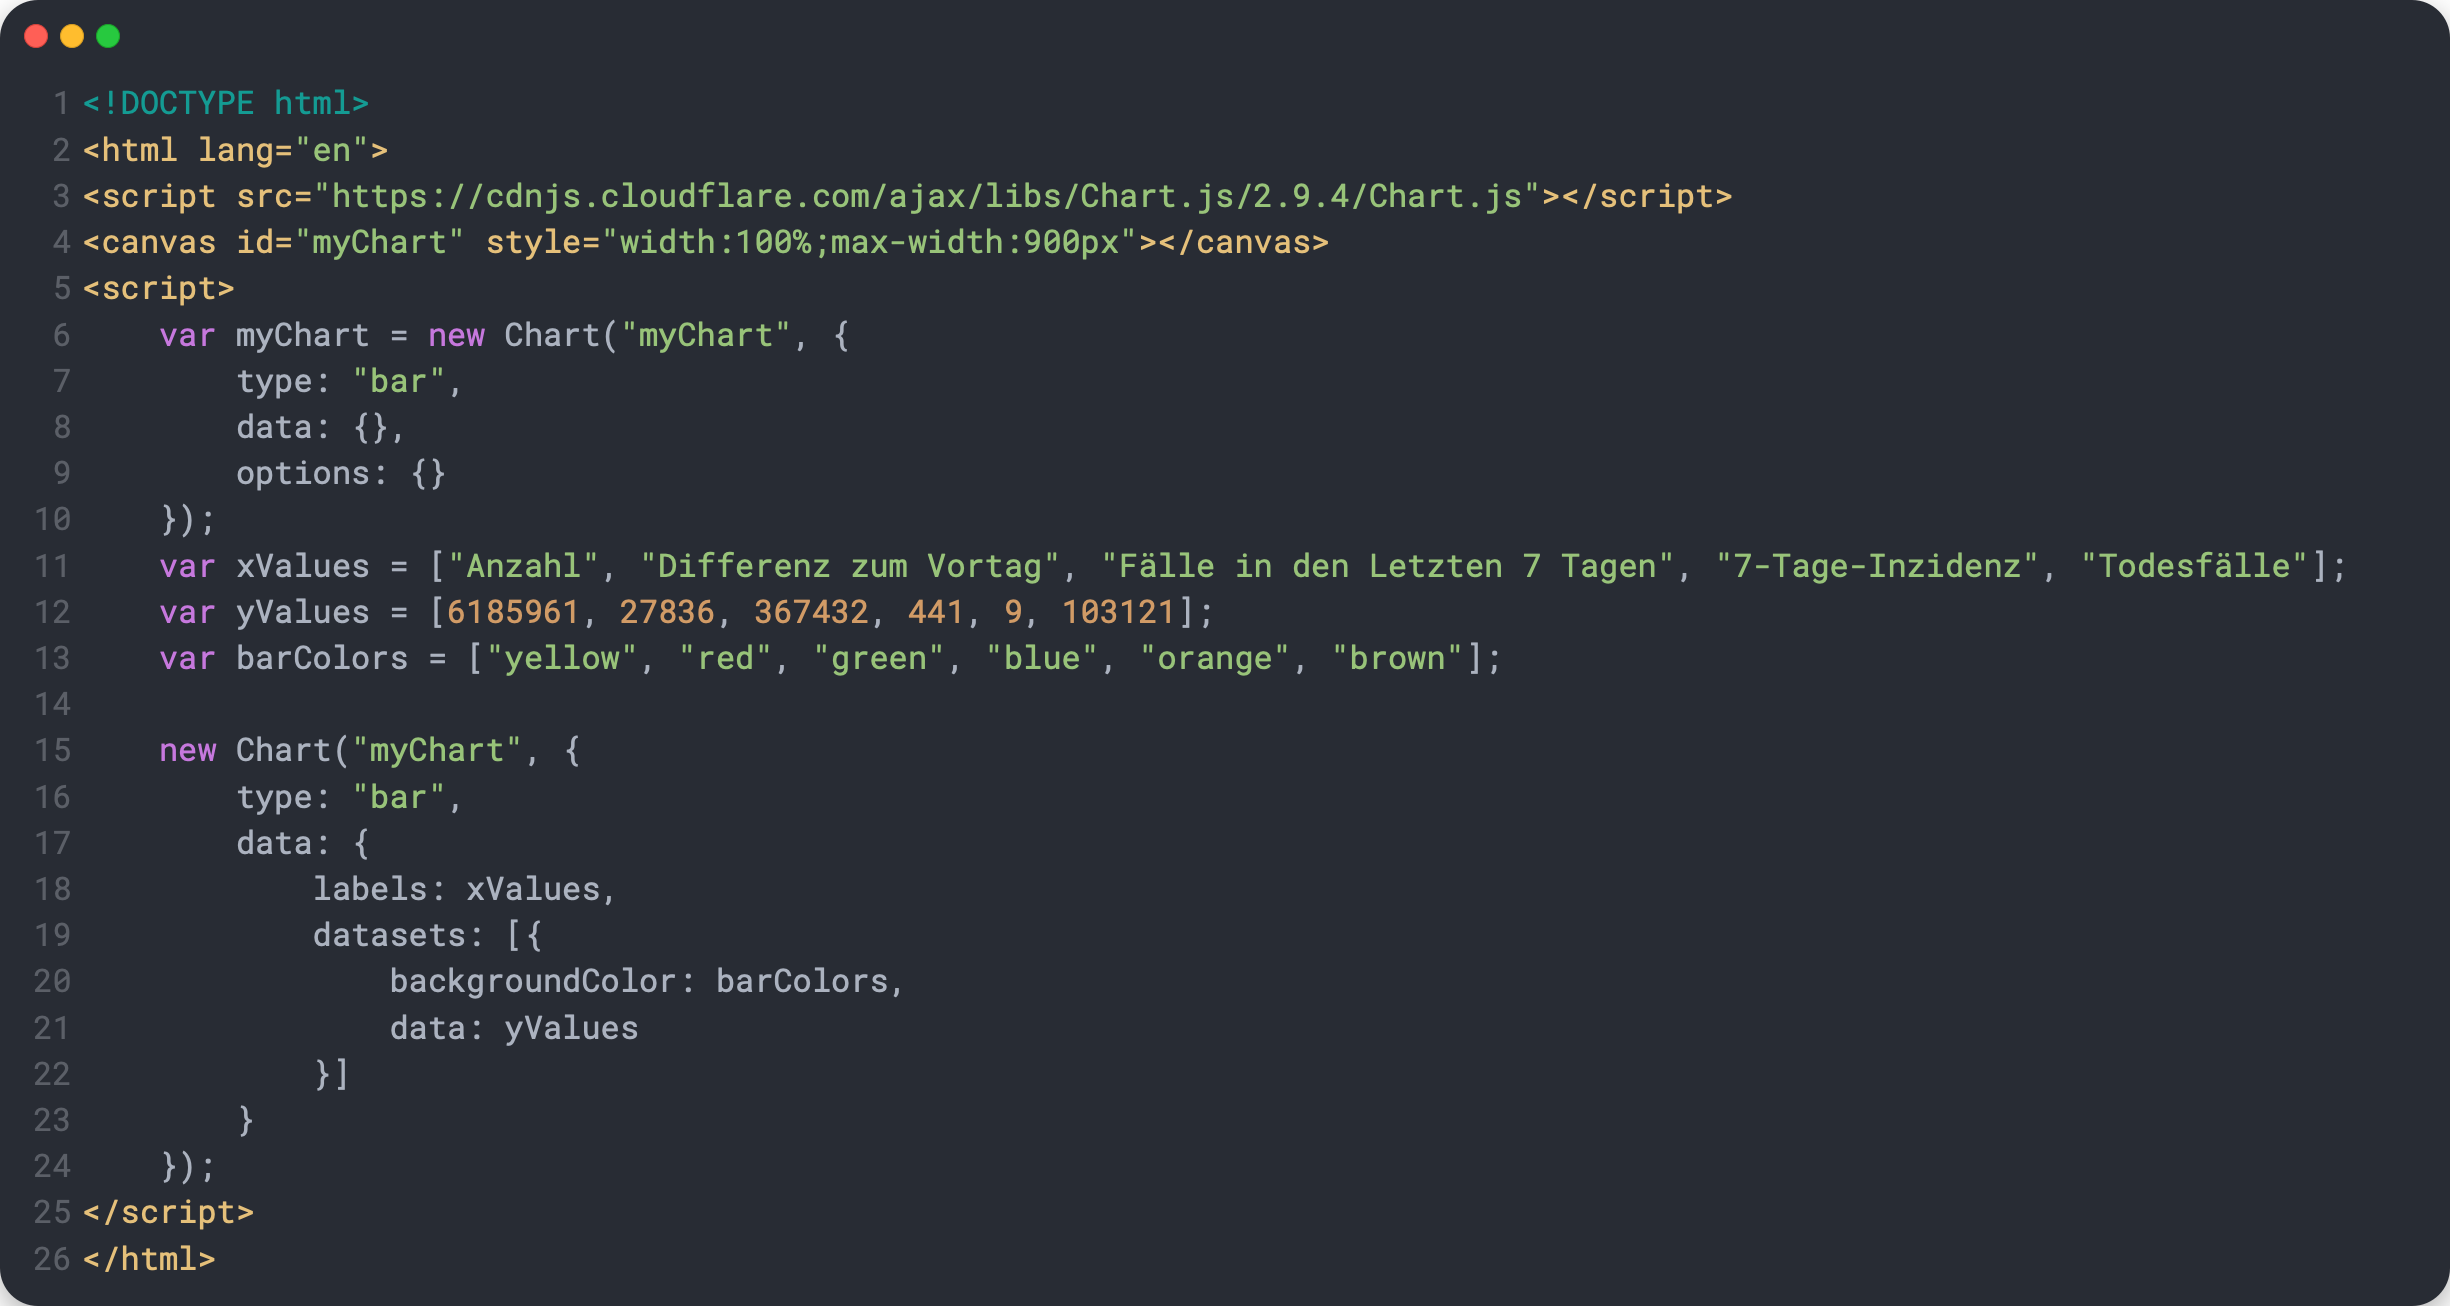 1 <!DOCTYPE html>
2 <html lang="en">
3 <script src="https://cdnjs.cloudflare.com/ajax/libs/Chart.js/2.9.4/Chart.js"></script>
4 <canvas id="myChart" style="width:100%;max-width:900px"></canvas>
5 <script>
6     var myChart = new Chart("myChart", {
7         type: "bar",
8         data: {},
9         options: {}
10     });
11     var xValues = ["Anzahl", "Differenz zum Vortag", "Fälle in den Letzten 7 Tagen", "7-Tage-Inzidenz", "Todesfälle"];
12     var yValues = [6185961, 27836, 367432, 441, 9, 103121];
13     var barColors = ["yellow", "red", "green", "blue", "orange", "brown"];
14
15     new Chart("myChart", {
16         type: "bar",
17         data: {
18             labels: xValues,
19             datasets: [{
20                 backgroundColor: barColors,
21                 data: yValues
22             }]
23         }
24     });
25 </script>
26 </html>